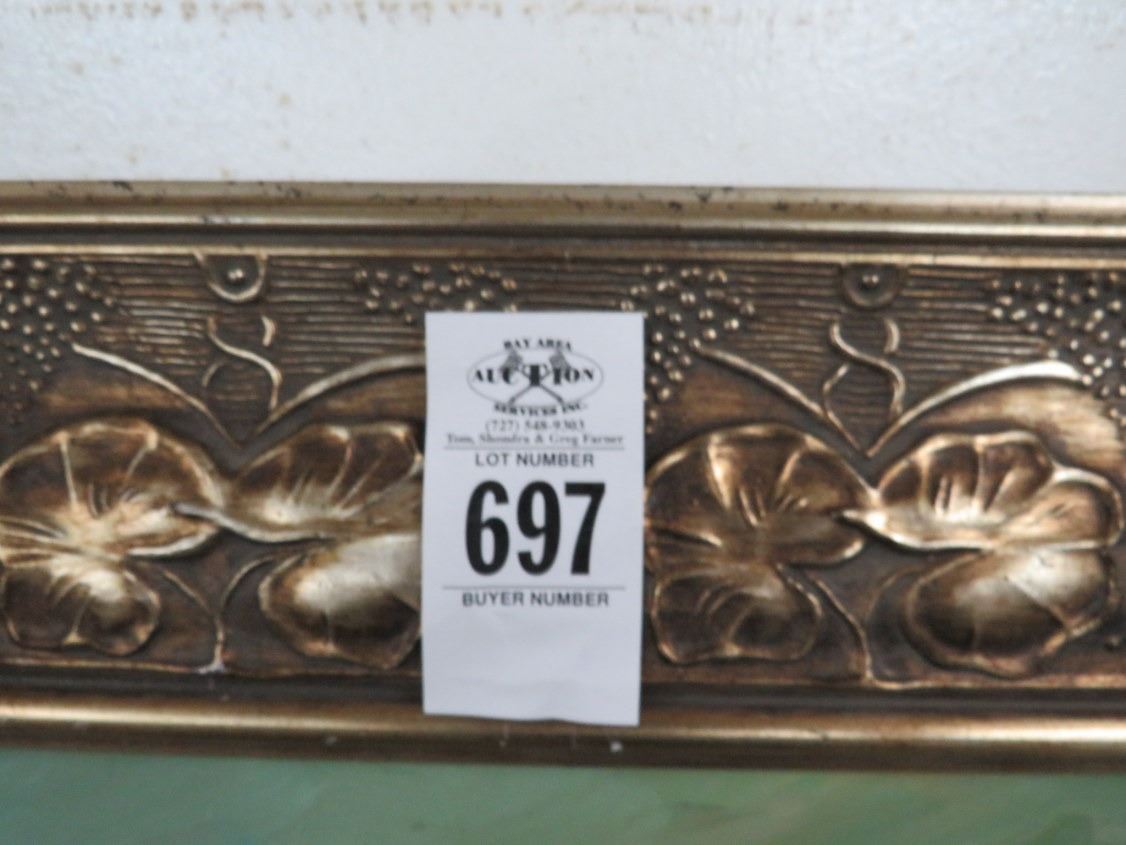 BAY AREA
AUCTION
SERVICES INC.
(727) 548-9303
Tom, Shondra & Greg Farner
LOT NUMBER
697
BUYER NUMBER